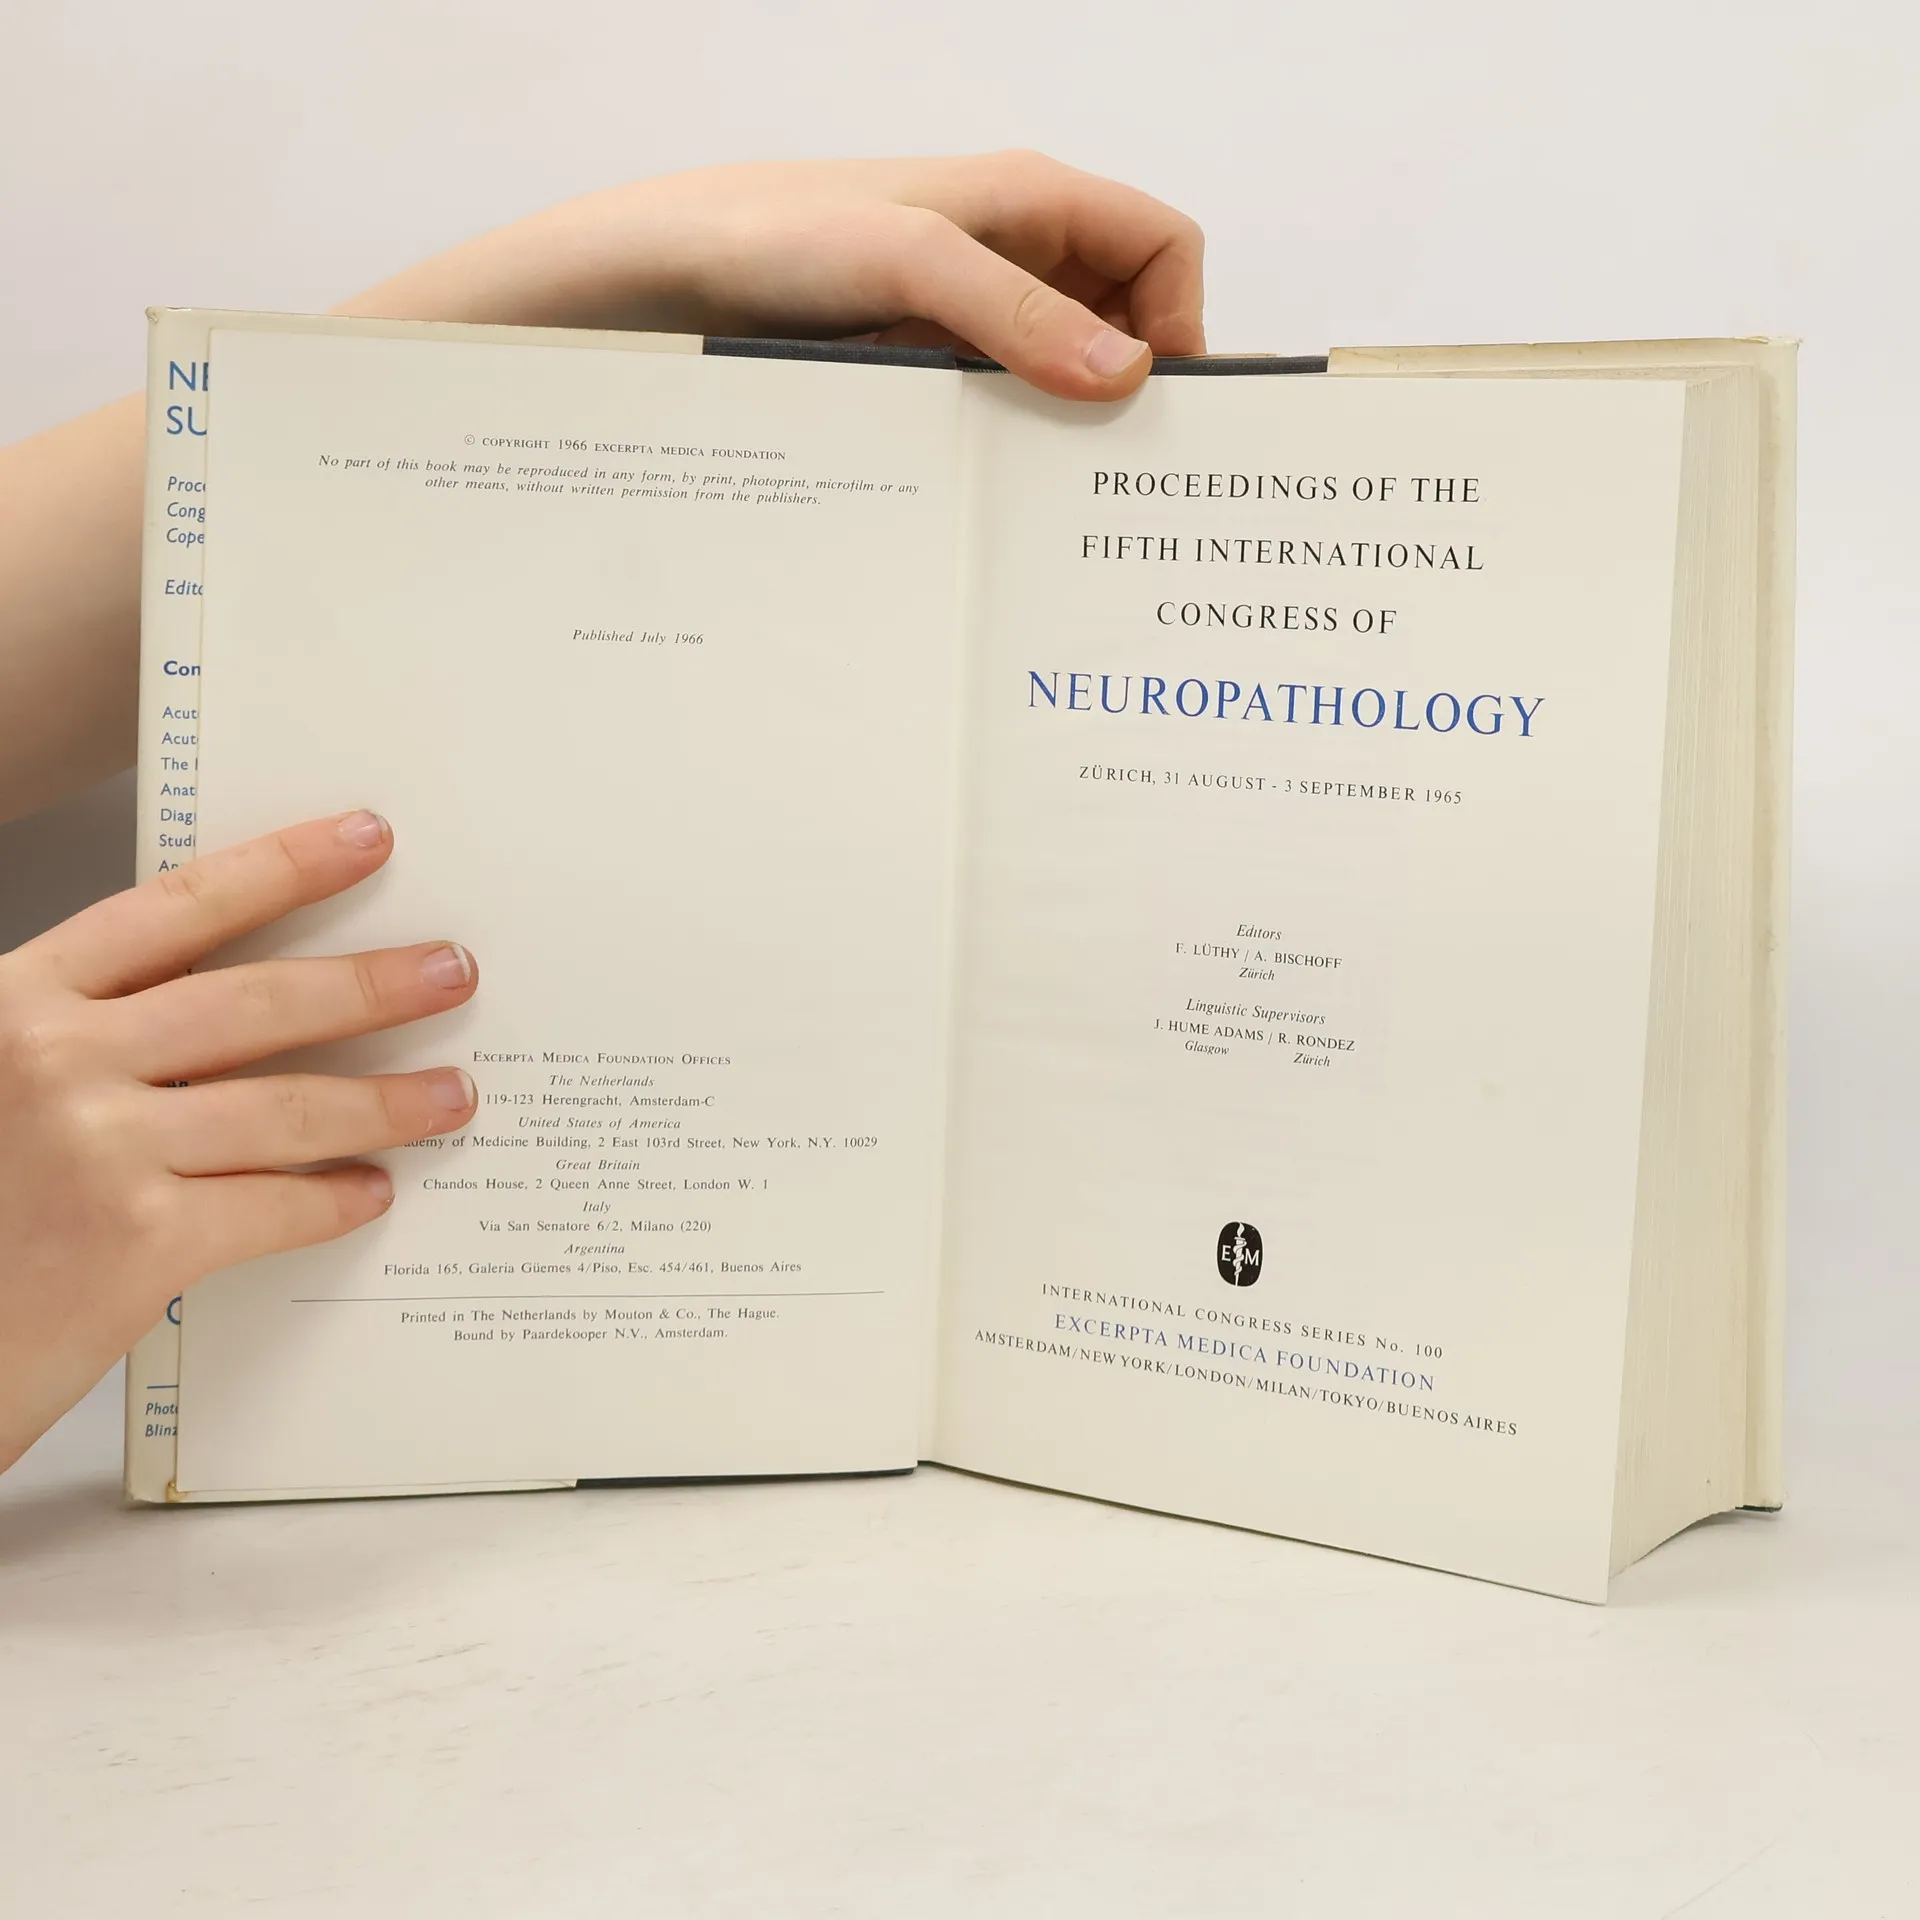 © COPYRIGHT 1966 EXCERPTA MEDICA FOUNDATION
No part of this book may be reproduced in any form, by print, photoprint, microfilm or any
other means, without written permission from the publishers.
Published July 1966
EXCERPTA MEDICA FOUNDATION OFFICES
The Netherlands
119-123 Herengracht, Amsterdam-C
United States of America
of Medicine Building, 2 East 103rd Street, New York, N.Y. 10029
Great Britain
Chandos House, 2 Queen Anne Street, London W. 1
Italy
Via San Senatore 6/2, Milano (220)
Argentina
Florida 165, Galeria Güemes 4/Piso, Esc. 454/461, Buenos Aires
Printed in The Netherlands by Mouton & Co., The Hague.
Bound by Paardekooper N.V., Amsterdam.
PROCEEDINGS OF THE
FIFTH INTERNATIONAL
CONGRESS OF
NEUROPATHOLOGY
ZÜRICH, 31 AUGUST - 3 SEPTEMBER 1965
Editors
F. LÜTHY / A. BISCHOFF
Zürich
Linguistic Supervisors
J. HUME ADAMS / R. RONDEZ
Glasgow Zürich
E M
INTERNATIONAL CONGRESS SERIES No. 100
EXCERPTA MEDICA FOUNDATION
AMSTERDAM/NEW YORK/LONDON/MILAN/TOKYO/BUENOS AIRES